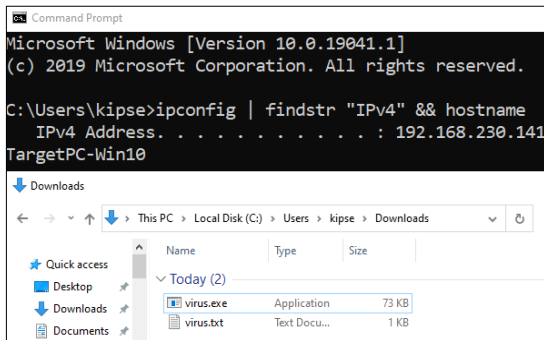 Command Prompt
Microsoft Windows [Version 10.0.19041.1]
(c) 2019 Microsoft Corporation. All rights reserved.
C:\Users\kipse>ipconfig | findstr "IPv4" && hostname
IPv4 Address. . . . . . . . . . . : 192.168.230.141
TargetPC-Win10
Downloads
This PC > Local Disk (C:) > Users > kipse > Downloads
Name Type Size
Quick access
Today (2)
Desktop
virus.exe Application 73 KB
Downloads
virus.txt Text Docu... 1 KB
Documents